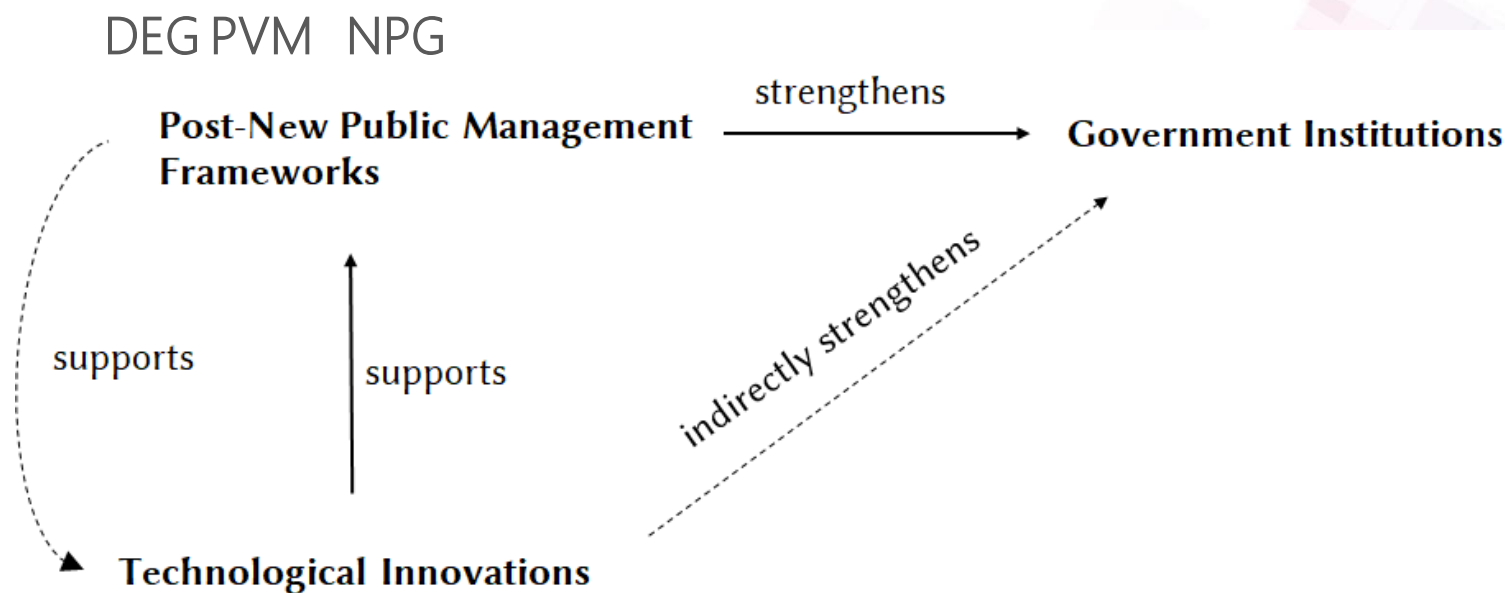 DEG PVM NPG
strengthens
Post-New Public Management
Frameworks
Government Institutions
indirectly strengthens
supports
supports
Technological Innovations